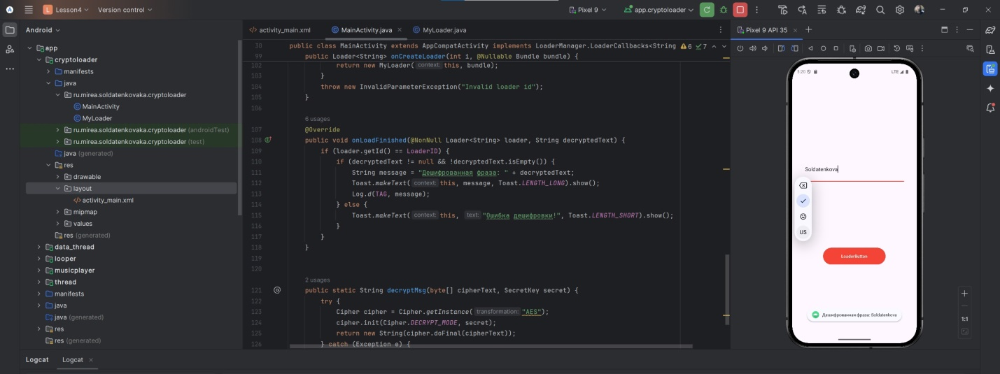 Lesson4
Version control
Pixel 9
app.cryptoloader
Android
activity_main.xml
MainActivity.java
MyLoader.java
Pixel 9 API 35
app
cryptoloader
manifests
java
ru.mirea.soldatenkovaka.cryptoloader
MainActivity
MyLoader
ru.mirea.soldatenkovaka.cryptoloader (androidTest)
ru.mirea.soldatenkovaka.cryptoloader (test)
java (generated)
res
drawable
layout
activity_main.xml
mipmap
values
res (generated)
data_thread
looper
musicplayer
thread
manifests
java
java (generated)
res
res (generated)
30 public class MainActivity extends AppCompatActivity implements LoaderManager.LoaderCallbacks<String
6 7
99 public Loader<String> onCreateLoader(int i, @Nullable Bundle bundle) {
102 return new MyLoader( context: this, bundle);
103 }
104 throw new InvalidParameterException("Invalid loader id");
105 }
106
6 usages
107 @Override
108 public void onLoadFinished(@NonNull Loader<String> loader, String decryptedText) {
109 if (loader.getId() == LoaderID) {
110 if (decryptedText != null && !decryptedText.isEmpty()) {
111 String message = "Дешифрованная фраза: " + decryptedText;
112 Toast.makeText( context: this, message, Toast.LENGTH_LONG).show();
113 Log.d(TAG, message);
114 } else {
115 Toast.makeText( context: this, text: "Ошибка дешифровки!", Toast.LENGTH_SHORT).show();
116 }
117 }
118 }
119
120
2 usages
121 @ public static String decryptMsg(byte[] cipherText, SecretKey secret) {
122 try {
123 Cipher cipher = Cipher.getInstance( transformation: "AES");
124 cipher.init(Cipher.DECRYPT_MODE, secret);
125 return new String(cipher.doFinal(cipherText));
126 } catch (Exception e) {
5:20
LTE
Soldatenkova
US
LoaderButton
Дешифрованная фраза: Soldatenkova
1:1
Logcat
Logcat